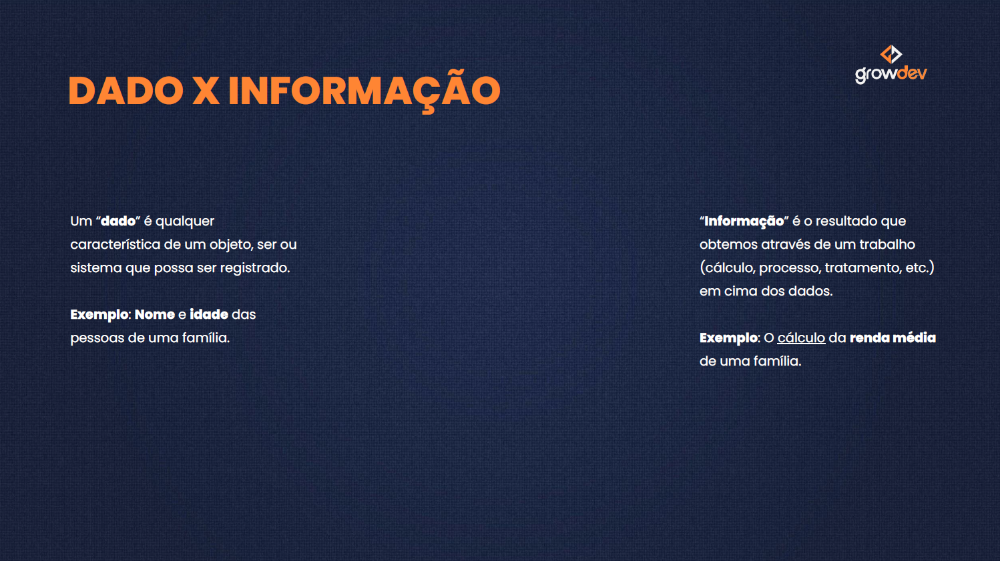 DADO X INFORMAÇÃO
growdev
Um “dado” é qualquer
característica de um objeto, ser ou
sistema que possa ser registrado.
Exemplo: Nome e idade das
pessoas de uma família.
“Informação” é o resultado que
obtemos através de um trabalho
(cálculo, processo, tratamento, etc.)
em cima dos dados.
Exemplo: O cálculo da renda média
de uma família.